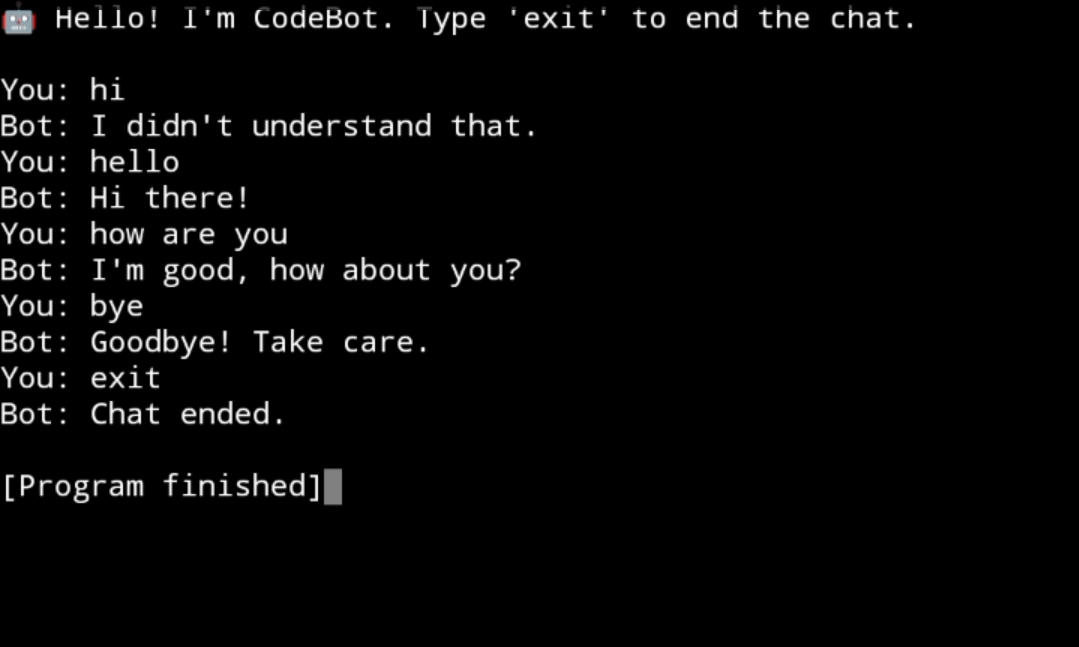 🤖 Hello! I'm CodeBot. Type 'exit' to end the chat.
You: hi
Bot: I didn't understand that.
You: hello
Bot: Hi there!
You: how are you
Bot: I'm good, how about you?
You: bye
Bot: Goodbye! Take care.
You: exit
Bot: Chat ended.
[Program finished]